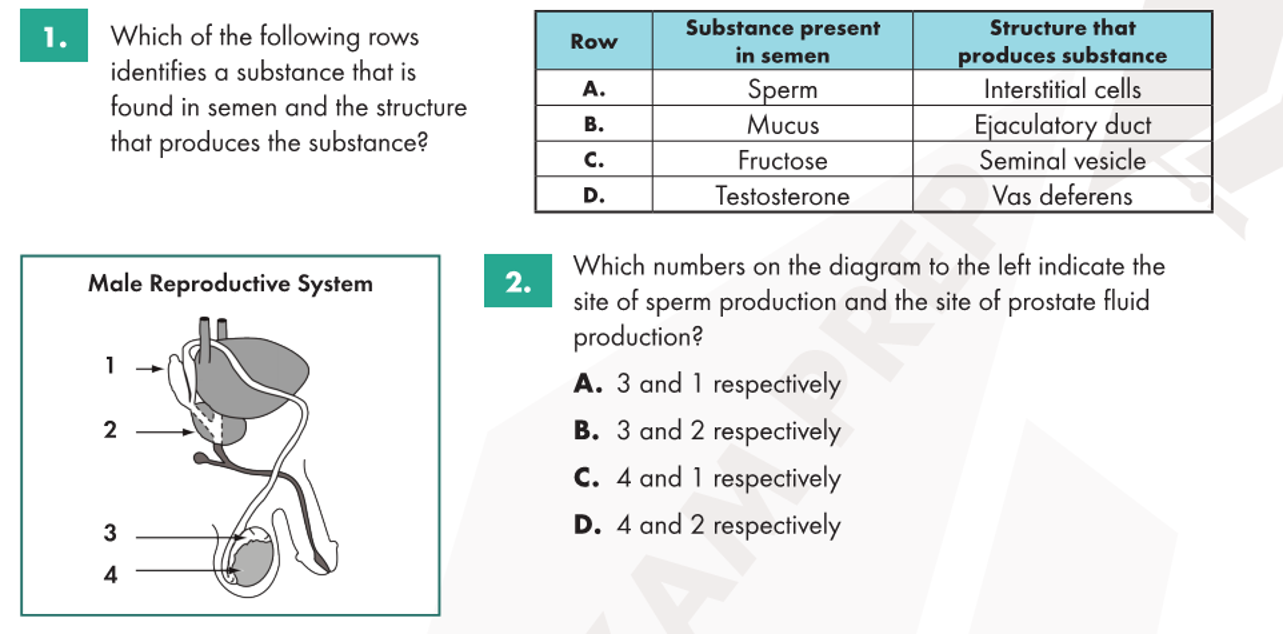 1.
Which of the following rows
identifies a substance that is
found in semen and the structure
that produces the substance?
Row
Substance present
in semen
Structure that
produces substance
A. Sperm Interstitial cells
B. Mucus Ejaculatory duct
C. Fructose Seminal vesicle
D. Testosterone Vas deferens
Male Reproductive System
1
2
3
4
2.
Which numbers on the diagram to the left indicate the
site of sperm production and the site of prostate fluid
production?
A. 3 and 1 respectively
B. 3 and 2 respectively
C. 4 and 1 respectively
D. 4 and 2 respectively
AM PREP